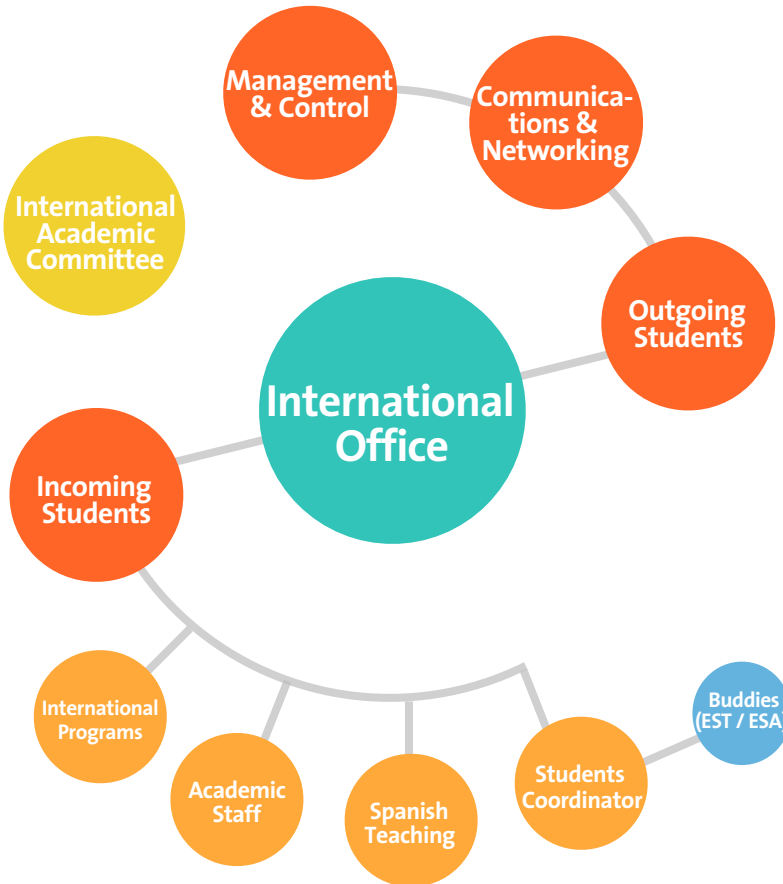 Management
& Control
Communica-
tions &
Networking
International
Academic
Committee
Outgoing
Students
International
Office
Incoming
Students
International
Programs
Academic
Staff
Spanish
Teaching
Students
Coordinator
Buddies
(EST / ESA)